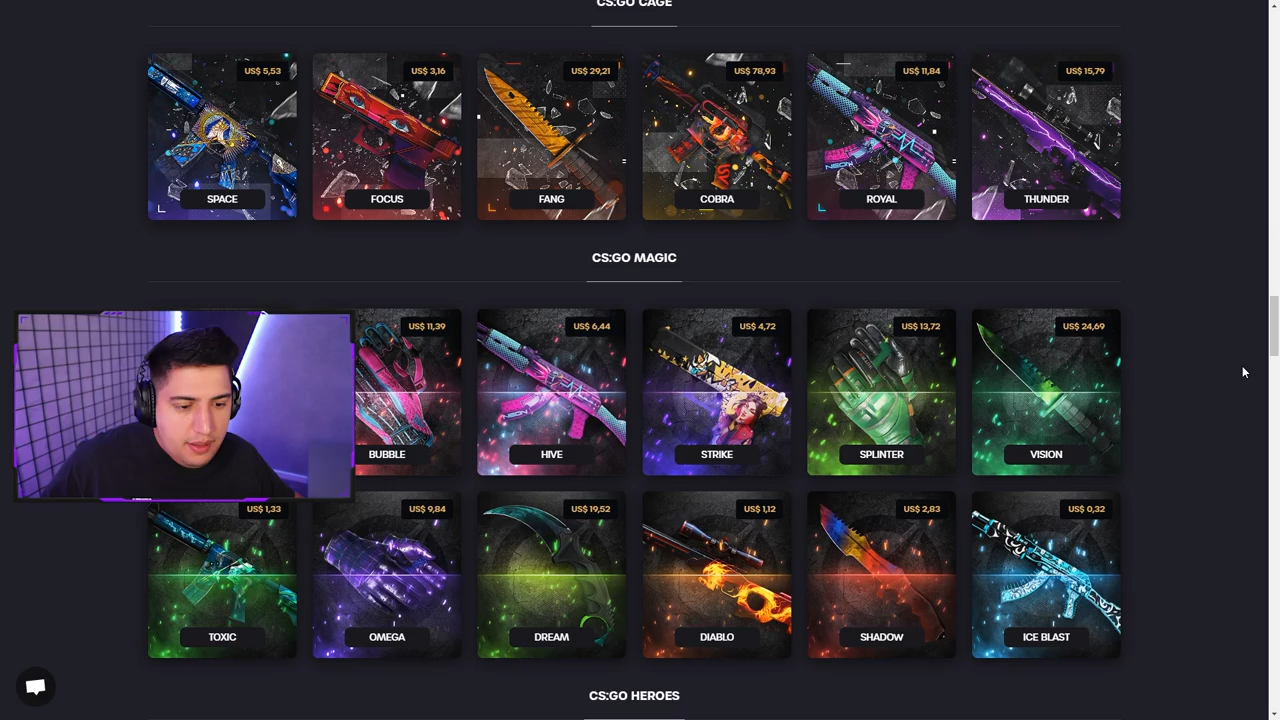 CS:GO CAGE
US$ 5,53
US$ 3,16
US$ 29,21
US$ 78,93
US$ 11,84
US$ 15,79
SPACE
FOCUS
FANG
COBRA
ROYAL
THUNDER
CS:GO MAGIC
US$ 11,39
US$ 6,44
US$ 4,72
US$ 13,72
US$ 24,69
BUBBLE
HIVE
STRIKE
SPLINTER
VISION
US$ 1,33
US$ 9,84
US$ 19,52
US$ 1,12
US$ 2,83
US$ 0,32
TOXIC
OMEGA
DREAM
DIABLO
SHADOW
ICE BLAST
CS:GO HEROES